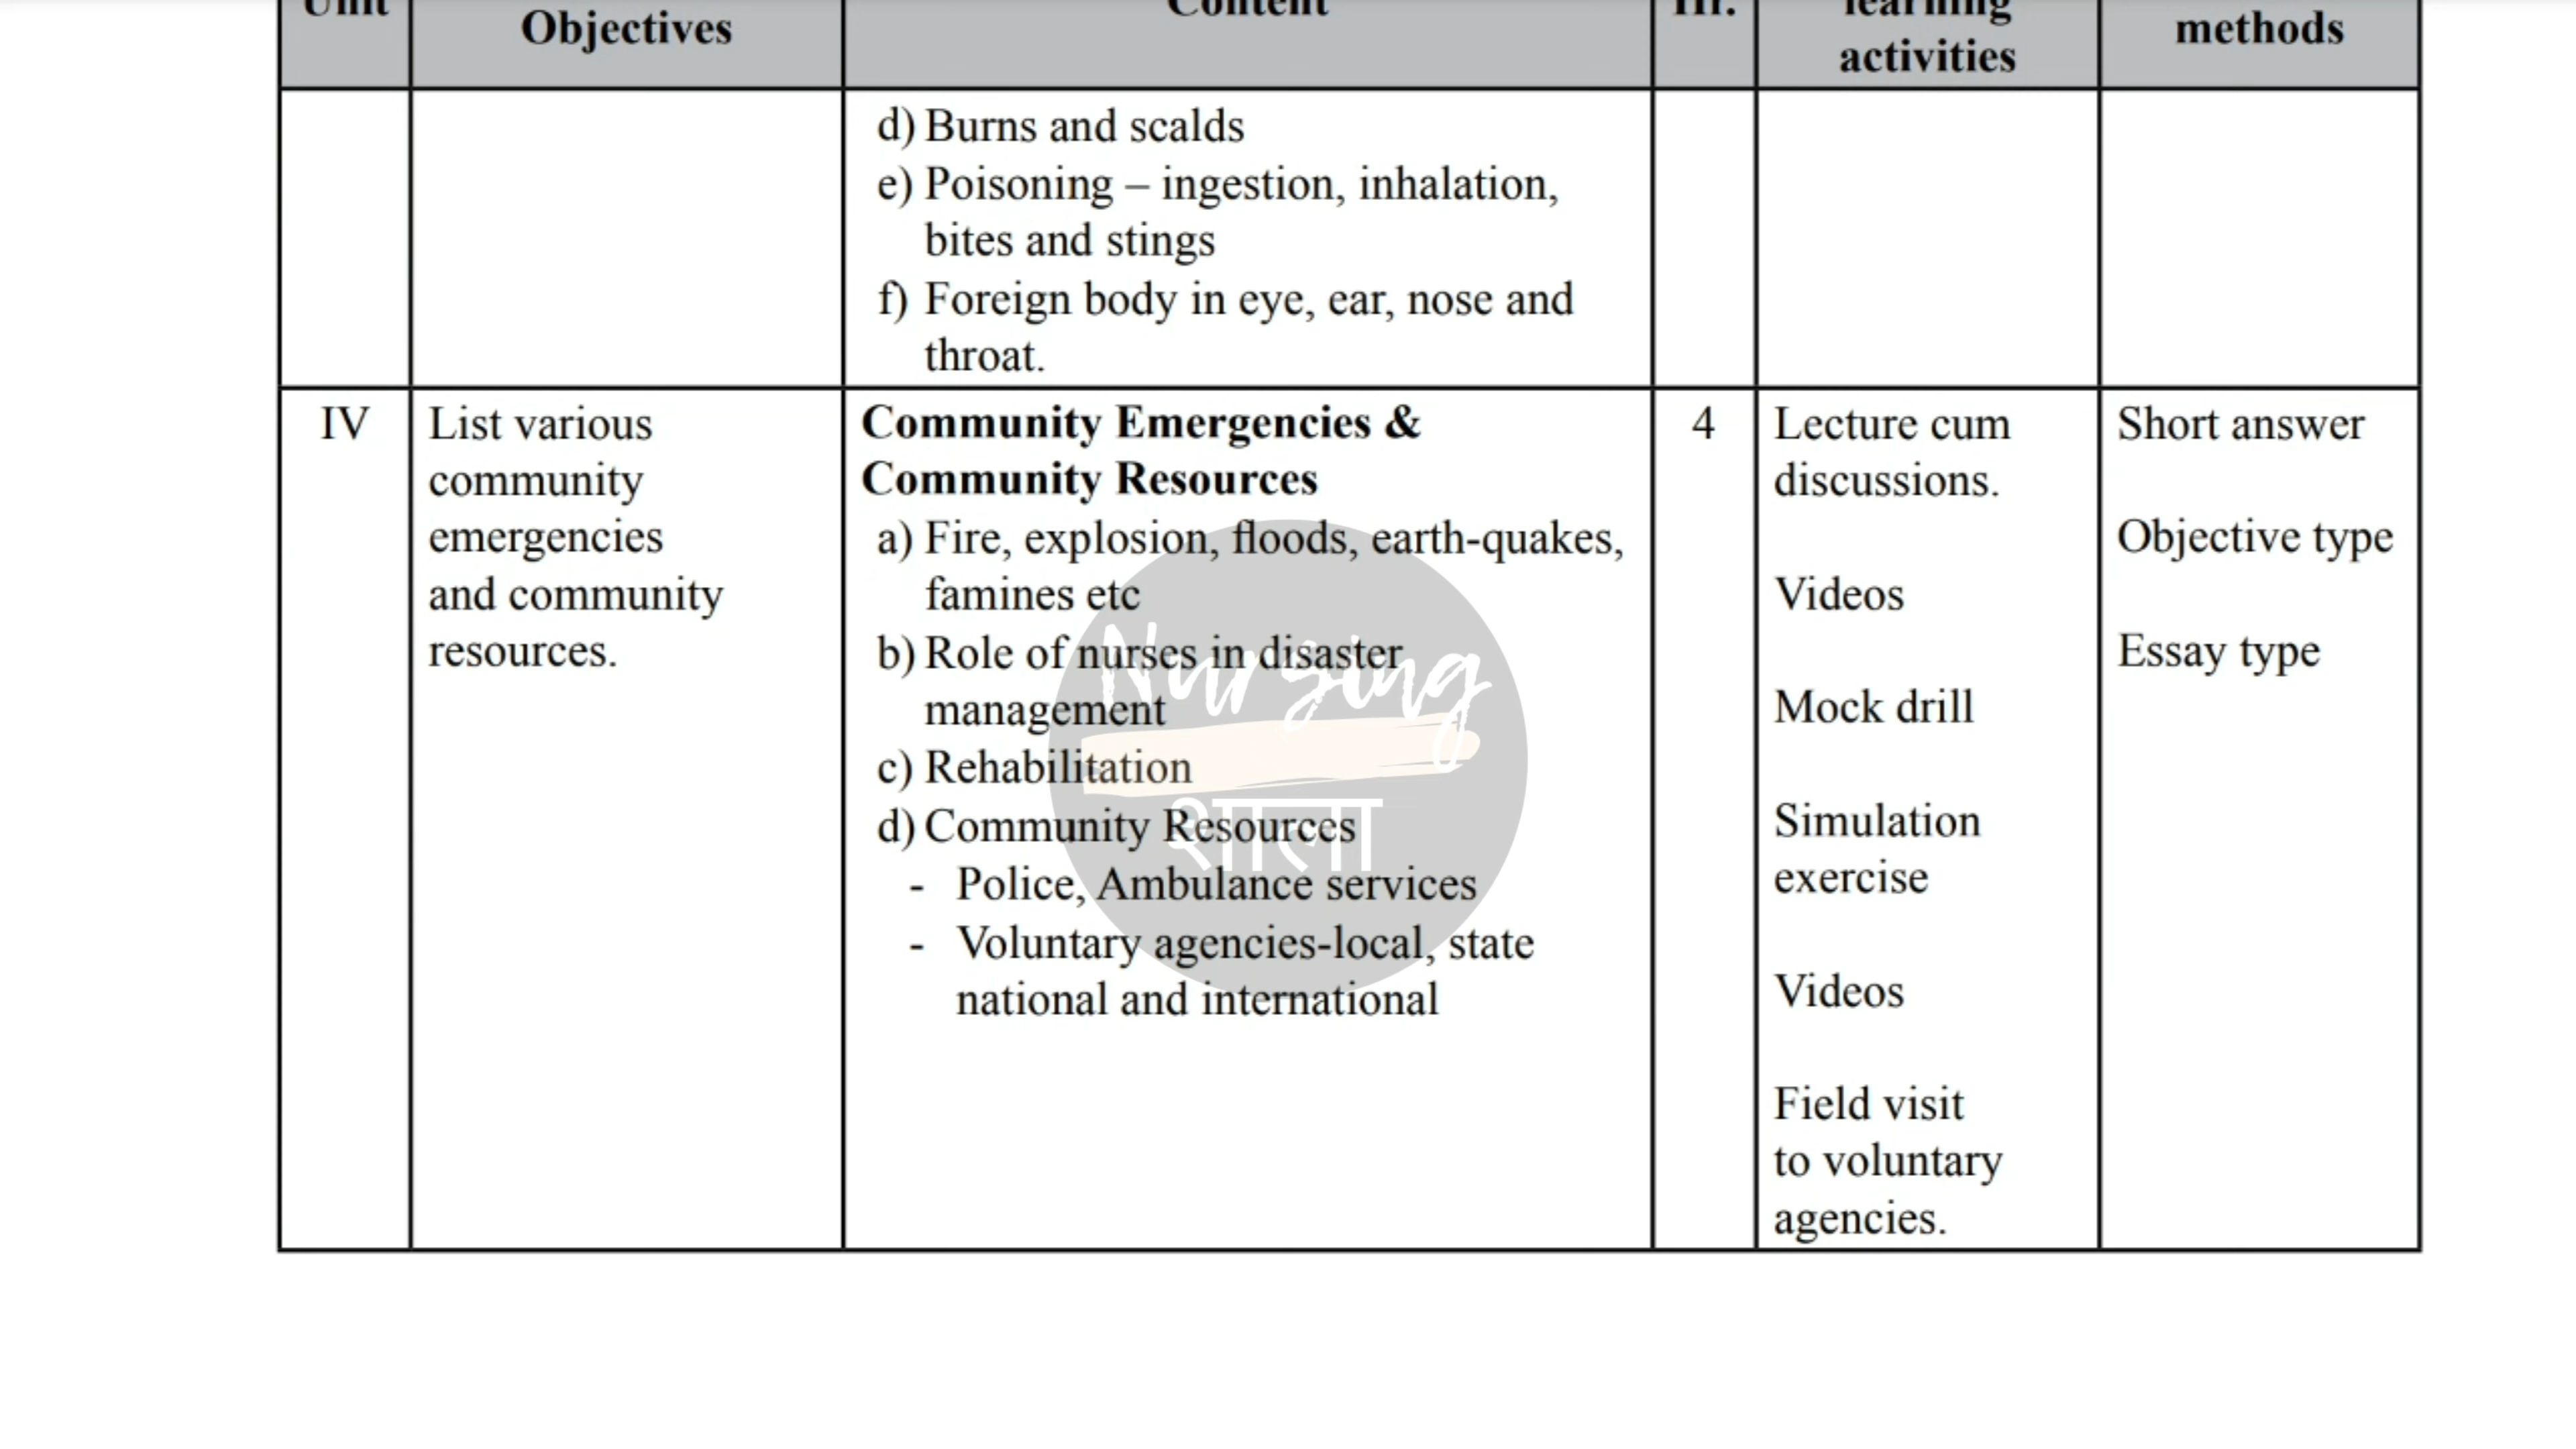 Unit
Objectives
Content
Hr.
learning
activities
methods
d) Burns and scalds
e) Poisoning – ingestion, inhalation,
bites and stings
f) Foreign body in eye, ear, nose and
throat.
IV
List various
community
emergencies
and community
resources.
Community Emergencies &
Community Resources
a) Fire, explosion, floods, earth-quakes,
famines etc
b) Role of nurses in disaster
management
c) Rehabilitation
d) Community Resources
- Police, Ambulance services
- Voluntary agencies-local, state
national and international
4
Lecture cum
discussions.
Videos
Mock drill
Simulation
exercise
Videos
Field visit
to voluntary
agencies.
Short answer
Objective type
Essay type
Nursing
शाला